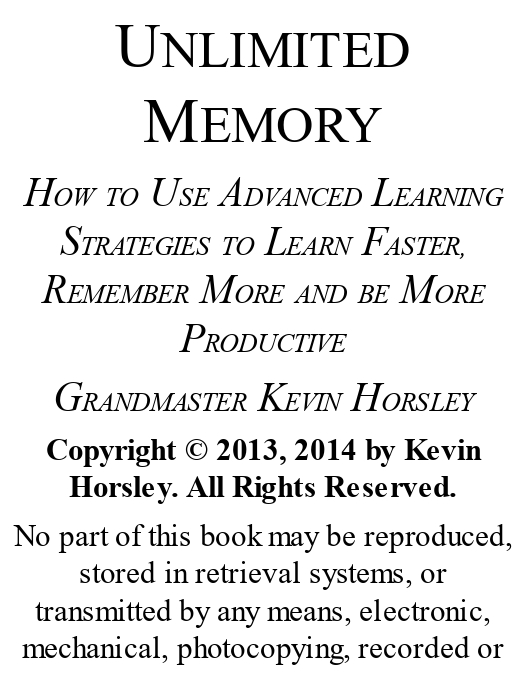 UNLIMITED
MEMORY
HOW TO USE ADVANCED LEARNING
STRATEGIES TO LEARN FASTER,
REMEMBER MORE AND BE MORE
PRODUCTIVE
GRANDMASTER KEVIN HORSLEY
Copyright © 2013, 2014 by Kevin
Horsley. All Rights Reserved.
No part of this book may be reproduced,
stored in retrieval systems, or
transmitted by any means, electronic,
mechanical, photocopying, recorded or